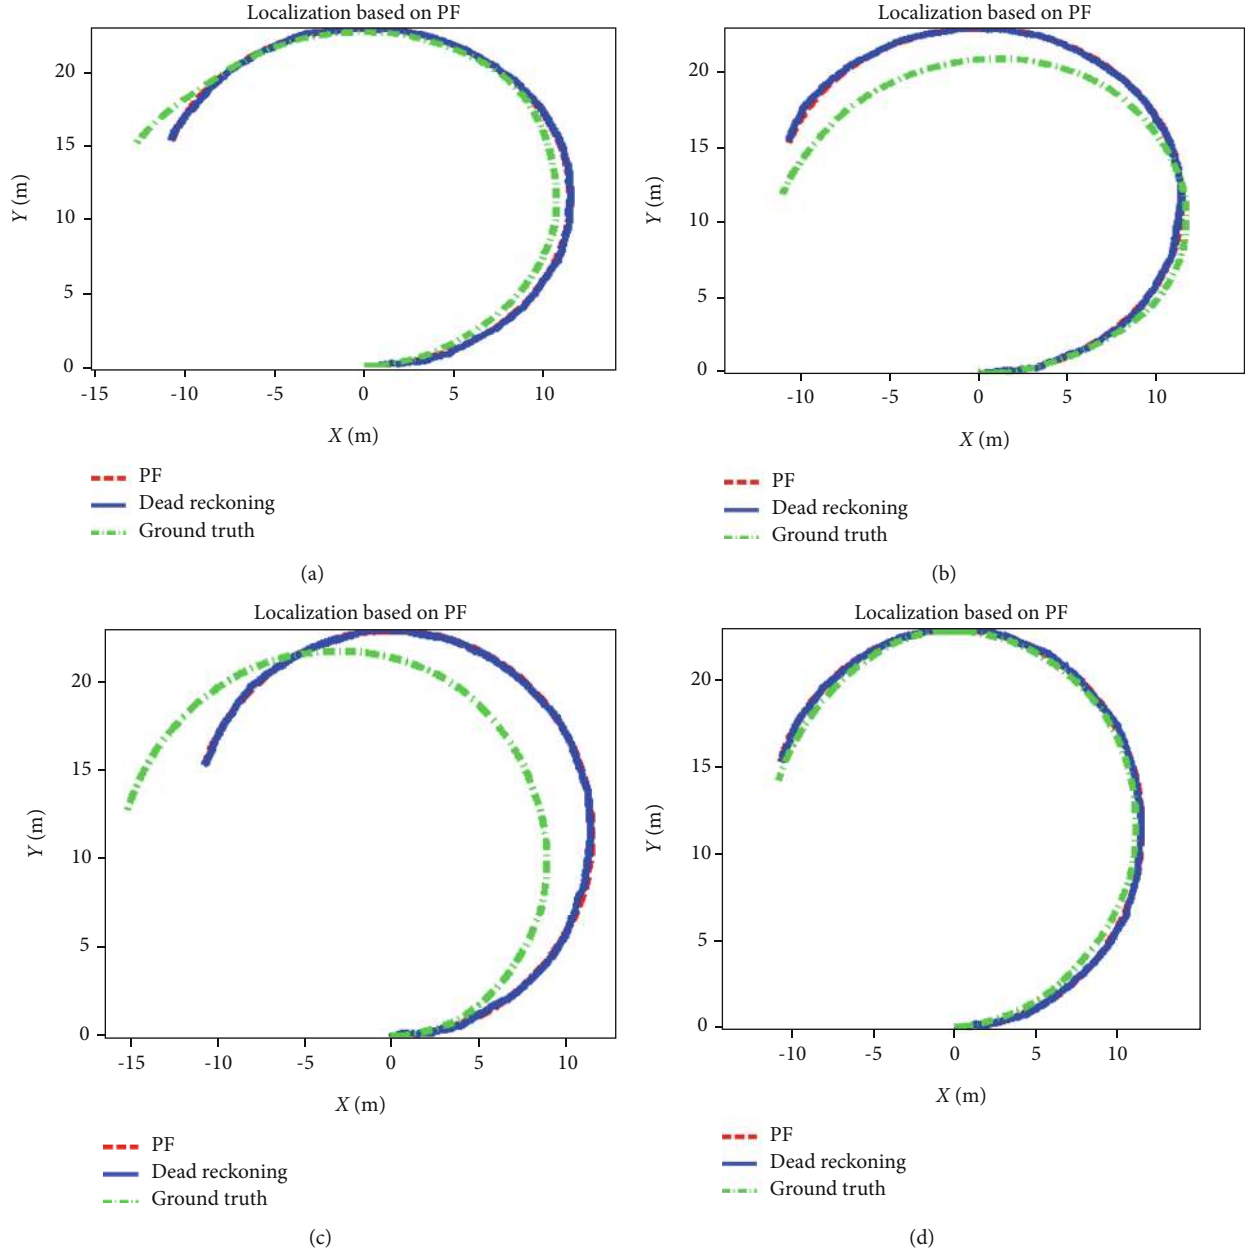 Localization based on PF
20
15
10
5
0
Y (m)
-15 -10 -5 0 5 10
X (m)
PF
Dead reckoning
Ground truth
(a)
Localization based on PF
20
15
10
5
0
Y (m)
-10 -5 0 5 10
X (m)
PF
Dead reckoning
Ground truth
(b)
Localization based on PF
20
15
10
5
0
Y (m)
-15 -10 -5 0 5 10
X (m)
PF
Dead reckoning
Ground truth
(c)
Localization based on PF
20
15
10
5
0
Y (m)
-10 -5 0 5 10
X (m)
PF
Dead reckoning
Ground truth
(d)